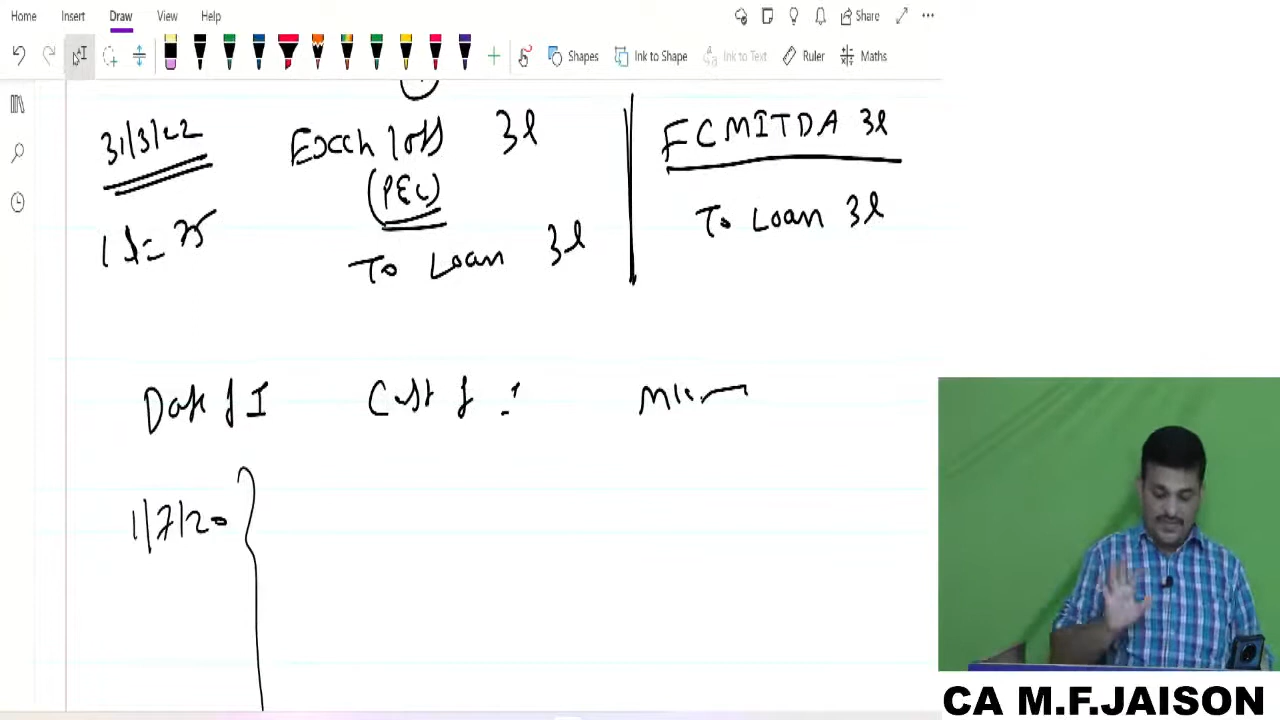 Home Insert Draw View Help Share
Shapes Ink to Shape Ink to Text Ruler Maths
31/3/22 Exch loss 3l FCMITDA 3l
(PEC)
1$ = 75 To Loan 3l To Loan 3l
Date of I Cost of I
1/7/20
CA M.F.JAISON